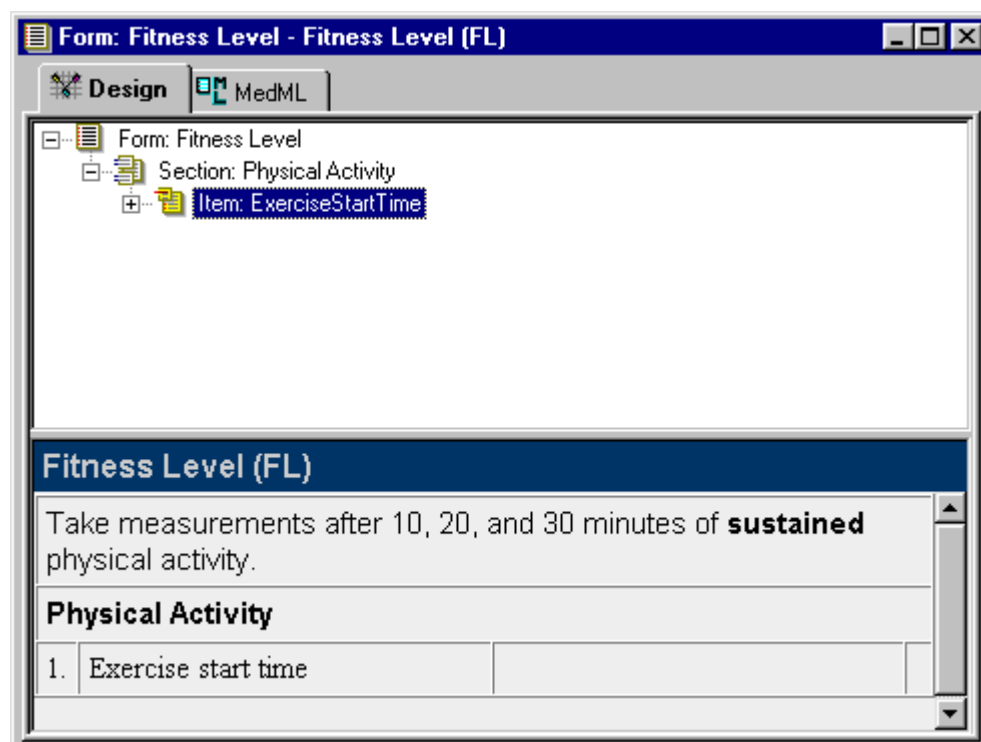 Form: Fitness Level - Fitness Level (FL)
Design MedML
Form: Fitness Level
Section: Physical Activity
Item: ExerciseStartTime
Fitness Level (FL)
Take measurements after 10, 20, and 30 minutes of sustained
physical activity.
Physical Activity
1. Exercise start time